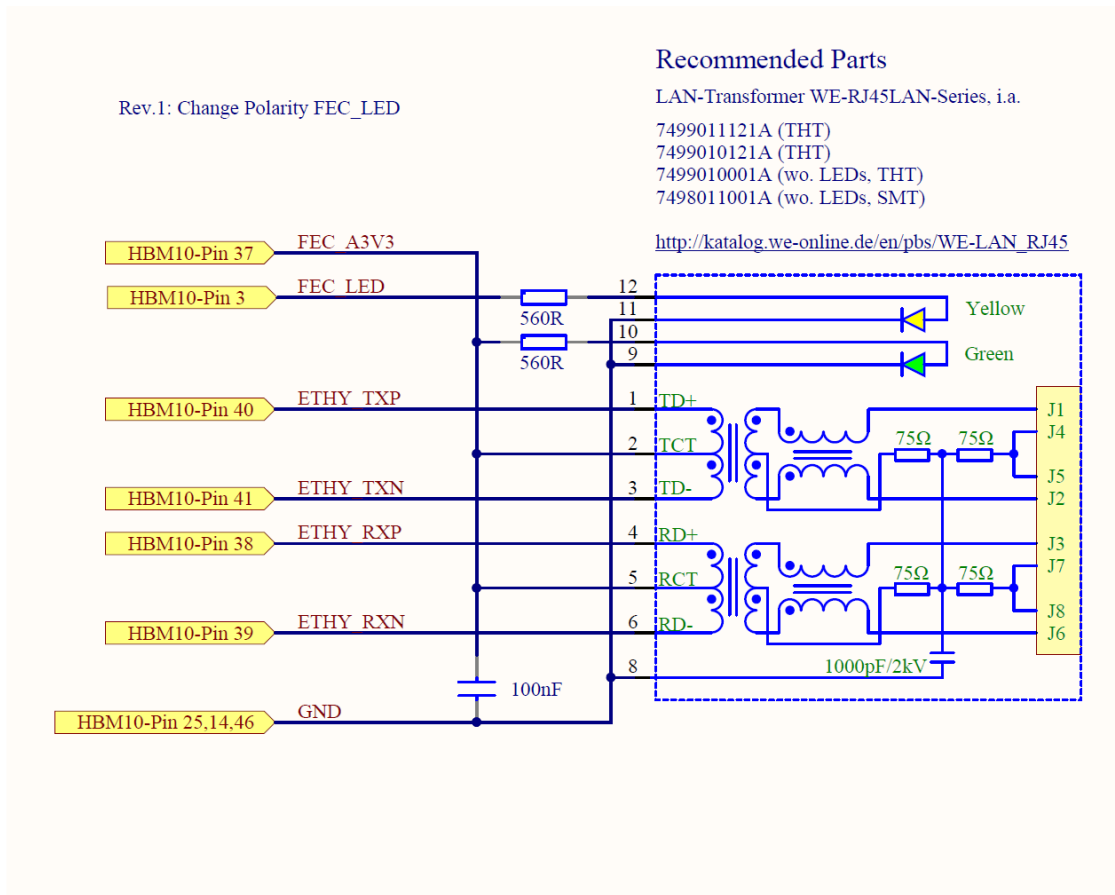 Recommended Parts
Rev.1: Change Polarity FEC_LED
LAN-Transformer WE-RJ45LAN-Series, i.a.
7499011121A (THT)
7499010121A (THT)
7499010001A (wo. LEDs, THT)
7498011001A (wo. LEDs, SMT)
http://katalog.we-online.de/en/pbs/WE-LAN_RJ45
HBM10-Pin 37 FEC_A3V3
HBM10-Pin 3 FEC_LED 560R 12
11 Yellow
560R 10
9 Green
HBM10-Pin 40 ETHY_TXP 1 TD+ J1
75Ω 75Ω J4
2 TCT
J5
HBM10-Pin 41 ETHY_TXN 3 TD- J2
HBM10-Pin 38 ETHY_RXP 4 RD+ J3
75Ω 75Ω J7
5 RCT
J8
HBM10-Pin 39 ETHY_RXN 6 RD- J6
8 1000pF/2kV
100nF
HBM10-Pin 25,14,46 GND